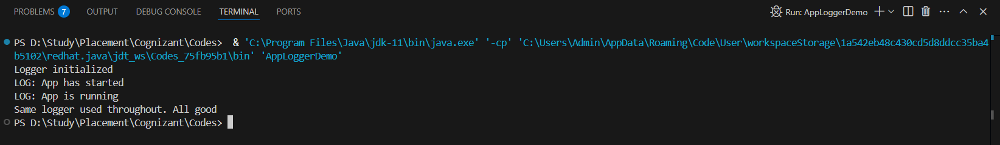 PROBLEMS 7 OUTPUT DEBUG CONSOLE TERMINAL PORTS Run: AppLoggerDemo
PS D:\Study\Placement\Cognizant\Codes>  & 'C:\Program Files\Java\jdk-11\bin\java.exe' '-cp' 'C:\Users\Admin\AppData\Roaming\Code\User\workspaceStorage\1a542eb48c430cd5d8ddcc35ba4
b5102\redhat.java\jdt_ws\Codes_75fb95b1\bin' 'AppLoggerDemo'
Logger initialized
LOG: App has started
LOG: App is running
Same logger used throughout. All good
PS D:\Study\Placement\Cognizant\Codes>